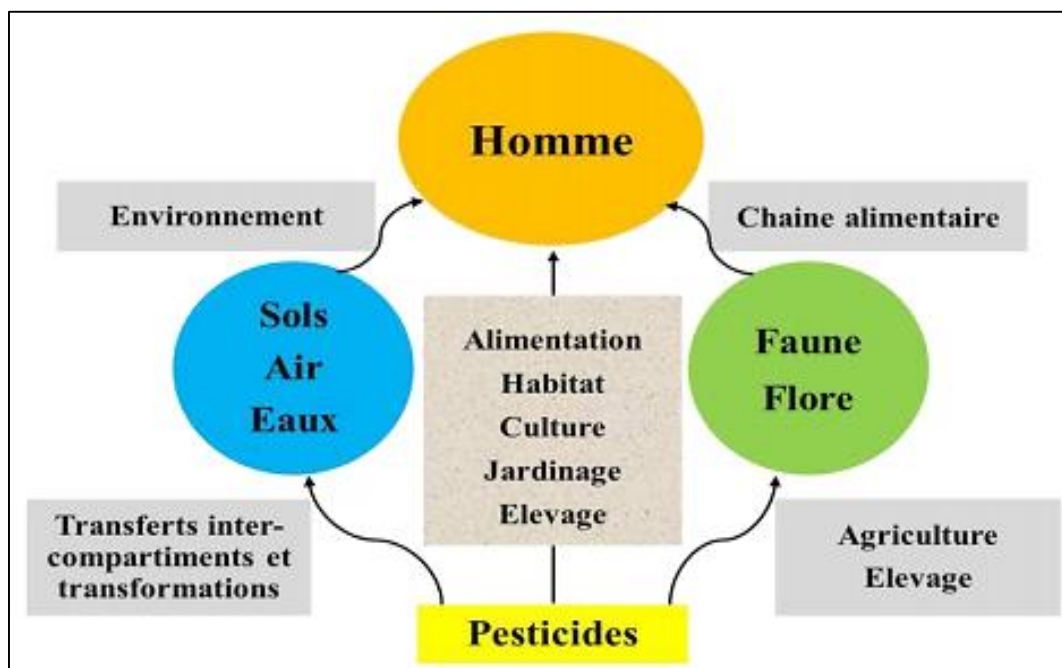 Homme
Environnement
Chaine alimentaire
Sols
Air
Eaux
Alimentation
Habitat
Culture
Jardinage
Elevage
Faune
Flore
Transferts inter-
compartiments et
transformations
Agriculture
Elevage
Pesticides